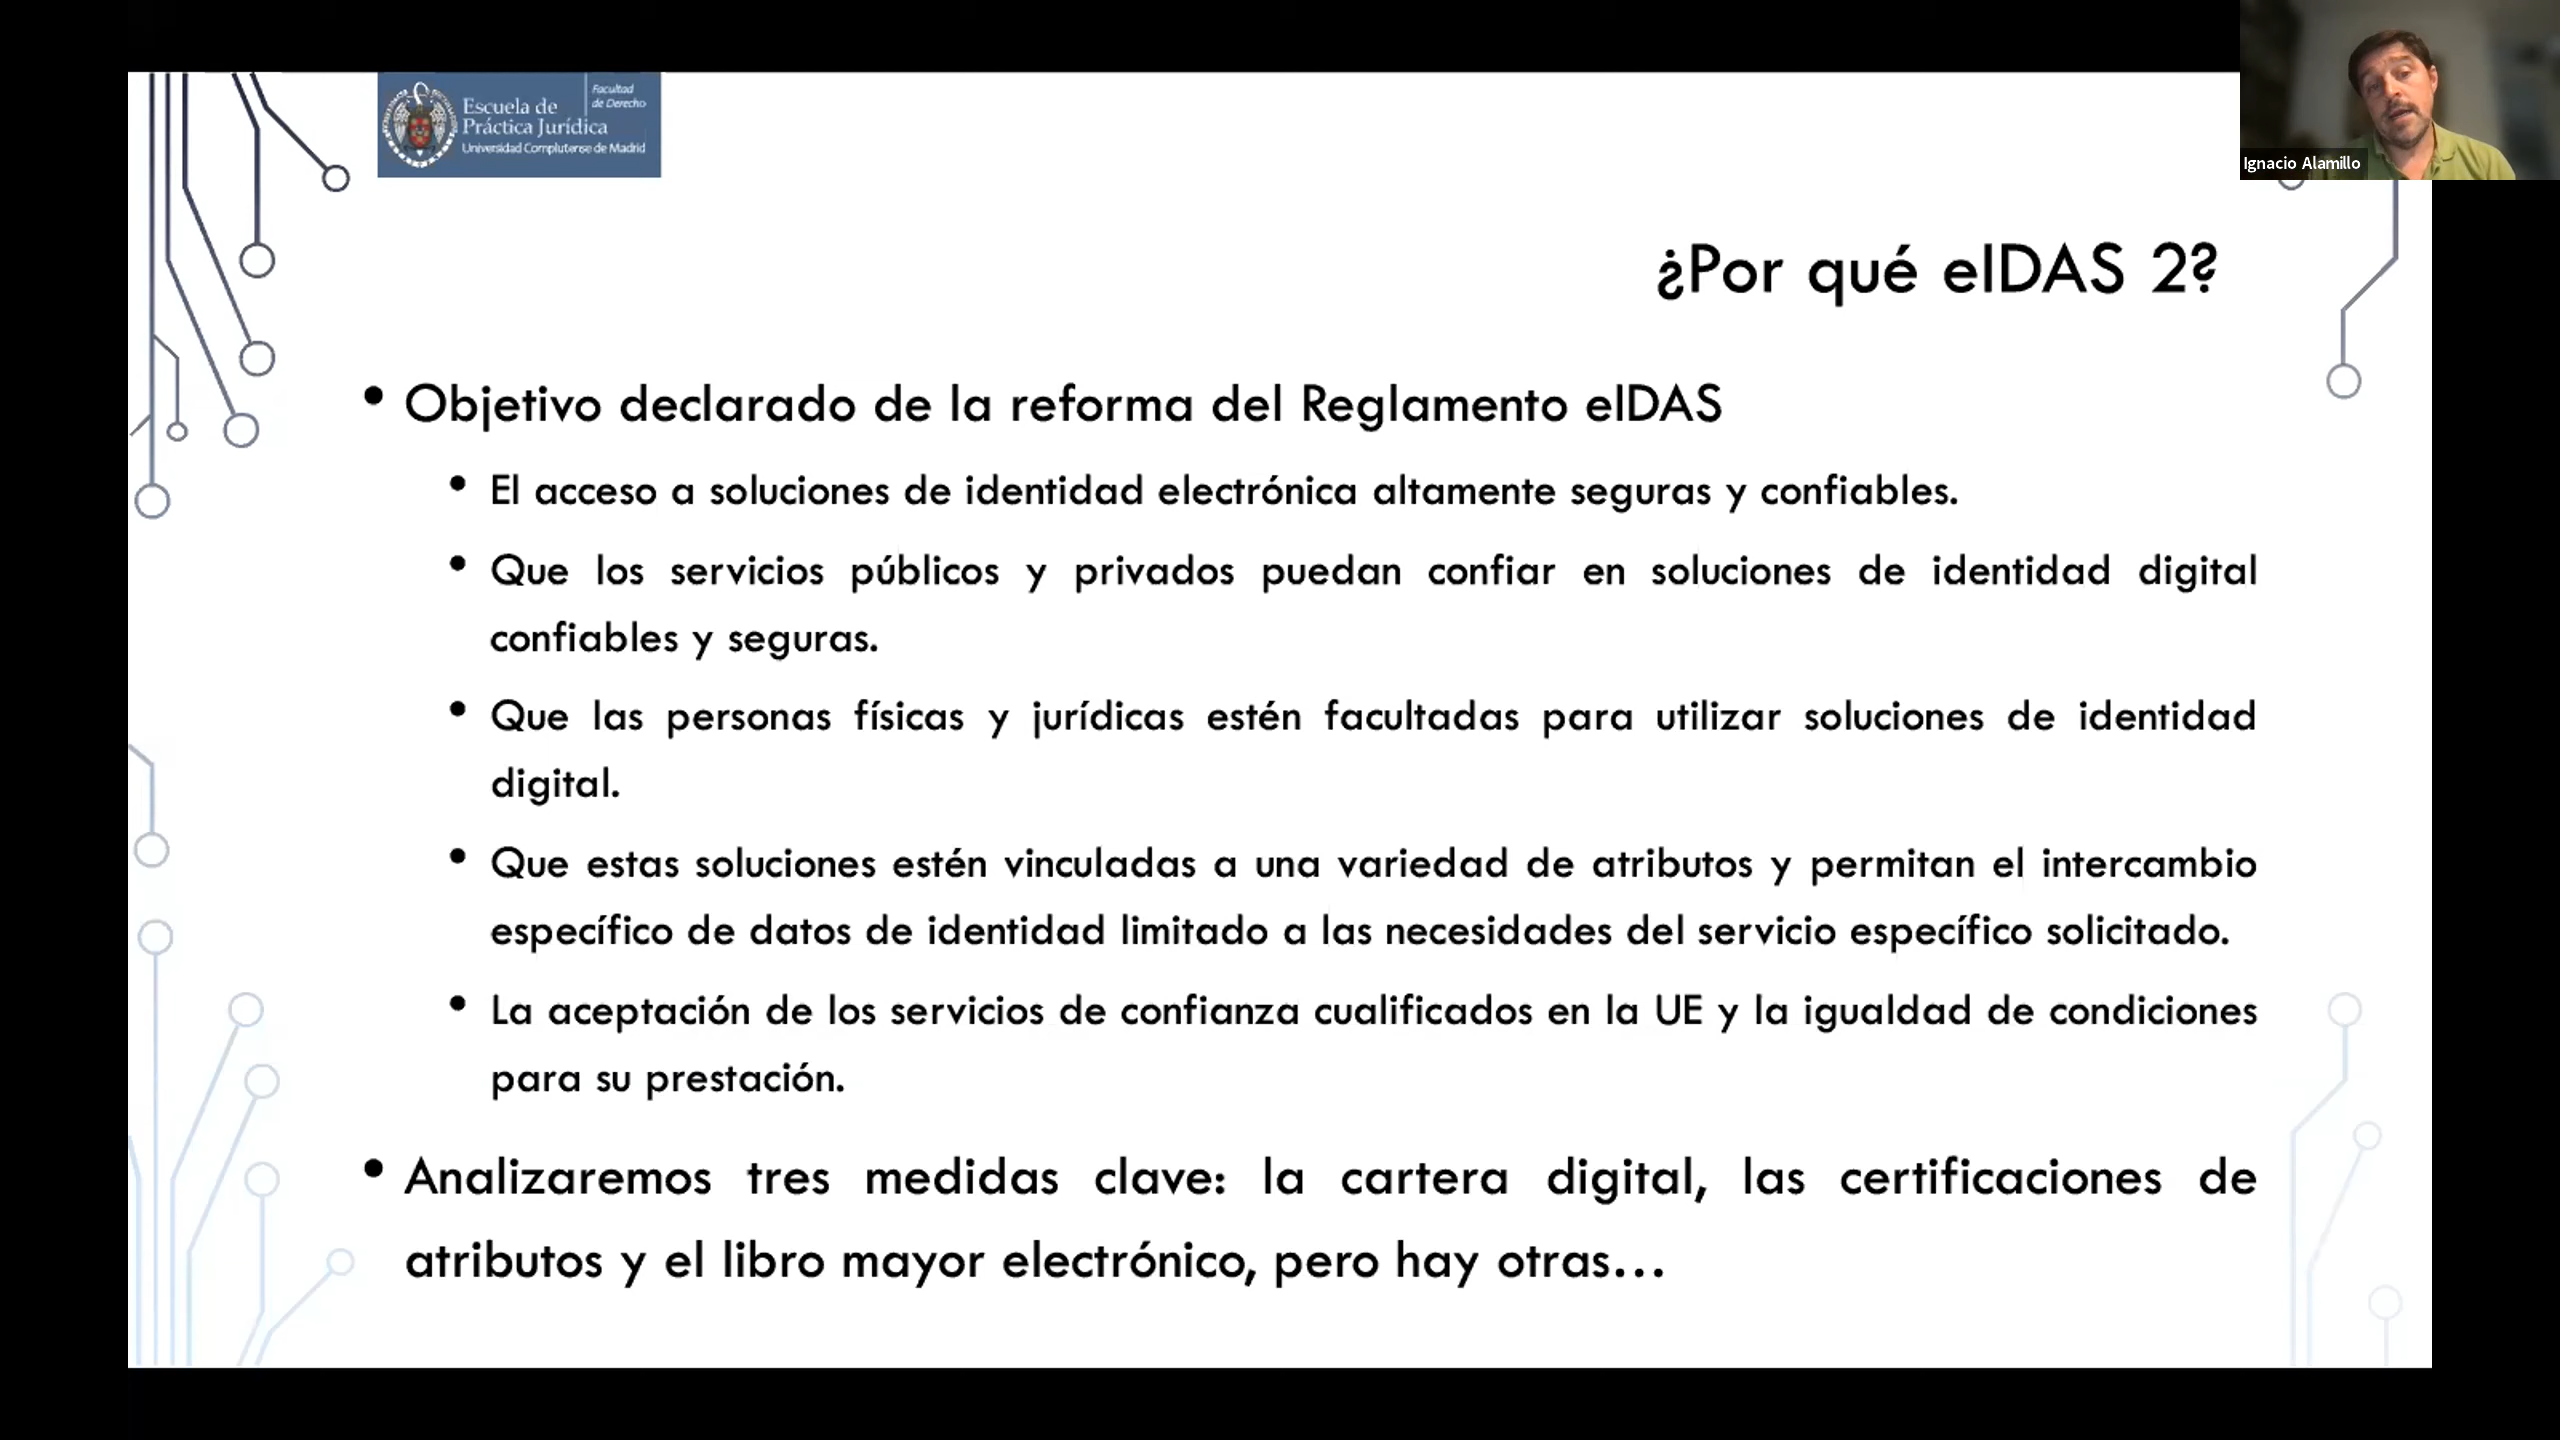 Escuela de
Práctica Jurídica
Universidad Complutense de Madrid
Facultad
de Derecho
Ignacio Alamillo
¿Por qué eIDAS 2?
• Objetivo declarado de la reforma del Reglamento eIDAS
• El acceso a soluciones de identidad electrónica altamente seguras y confiables.
• Que los servicios públicos y privados puedan confiar en soluciones de identidad digital
confiables y seguras.
• Que las personas físicas y jurídicas estén facultadas para utilizar soluciones de identidad
digital.
• Que estas soluciones estén vinculadas a una variedad de atributos y permitan el intercambio
específico de datos de identidad limitado a las necesidades del servicio específico solicitado.
• La aceptación de los servicios de confianza cualificados en la UE y la igualdad de condiciones
para su prestación.
• Analizaremos tres medidas clave: la cartera digital, las certificaciones de
atributos y el libro mayor electrónico, pero hay otras...